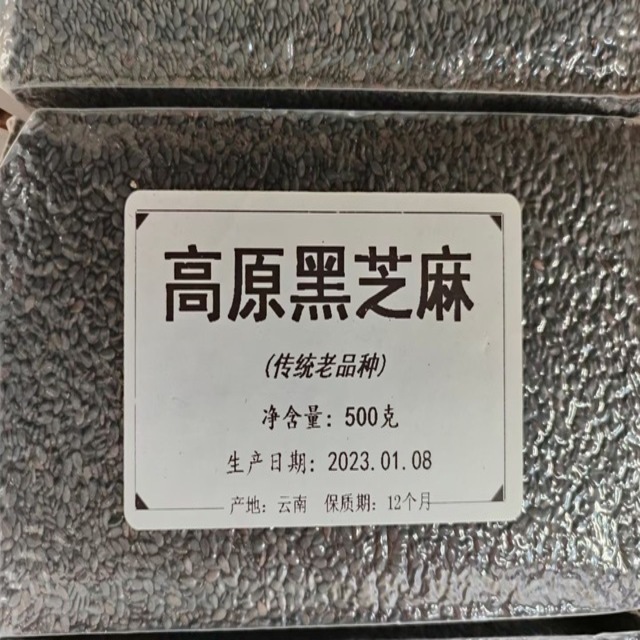 高原黑芝麻
(传统老品种)
净含量: 500克
生产日期: 2023.01.08
产地: 云南 保质期: 12个月